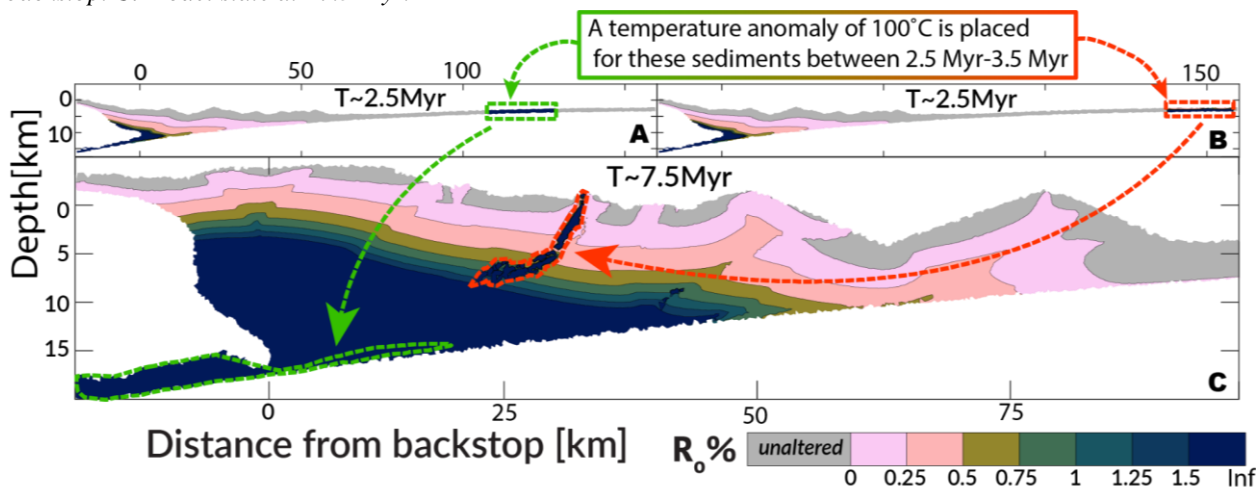 A temperature anomaly of 100˚C is placed
for these sediments between 2.5 Myr-3.5 Myr
0 50 100 150
T~2.5Myr T~2.5Myr
0
10
A B
Depth[km]
T~7.5Myr
0
5
10
15
C
0 25 50 75
Distance from backstop [km]
Ro% unaltered
0 0.25 0.5 0.75 1 1.25 1.5 Inf